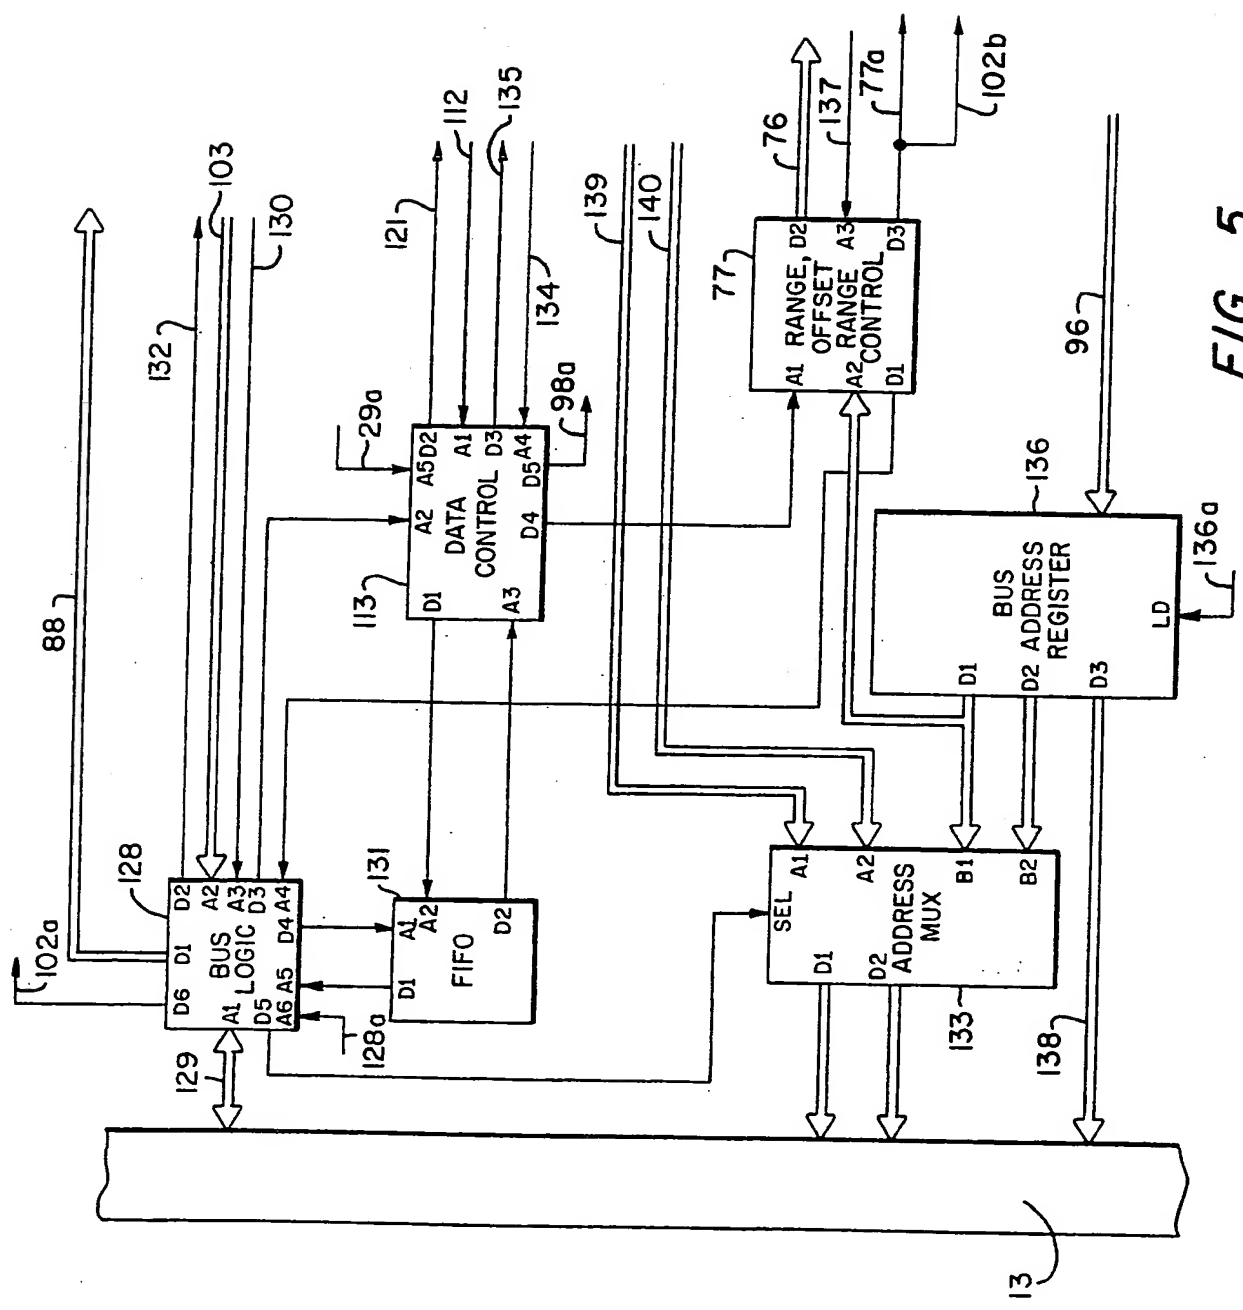 102a
88
132
103
130
128
D6
D1
D2
A2
A3
D3
A4
A1
BUS
LOGIC
D5
A6
A5
D4
129
128a
131
A1
A2
D1
FIFO
D2
29a
121
112
135
134
98a
113
A2
A5
D2
A1
D3
A4
D5
D1
DATA
CONTROL
A3
D4
139
140
76
137
77a
102b
77
A1
A2
D1
RANGE,
OFFSET
RANGE
CONTROL
D2
A3
D3
96
136
136a
BUS
ADDRESS
REGISTER
D1
D2
D3
LD
SEL
A1
A2
B1
B2
D1
D2
ADDRESS
MUX
133
138
13
FIG. 5